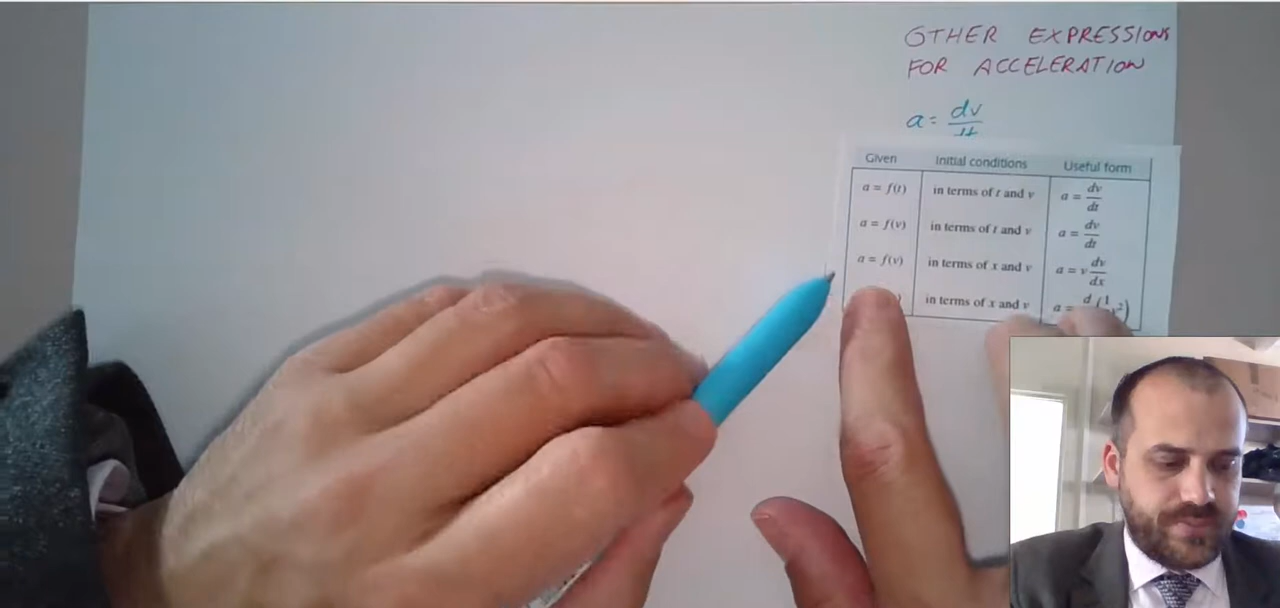 OTHER EXPRESSIONS
FOR ACCELERATION
a = dv
Given Initial conditions Useful form
a = f(t) in terms of t and v a = dv/dt
a = f(v) in terms of t and v a = dv/dt
a = f(v) in terms of x and v a = v dv/dx
in terms of x and v a =